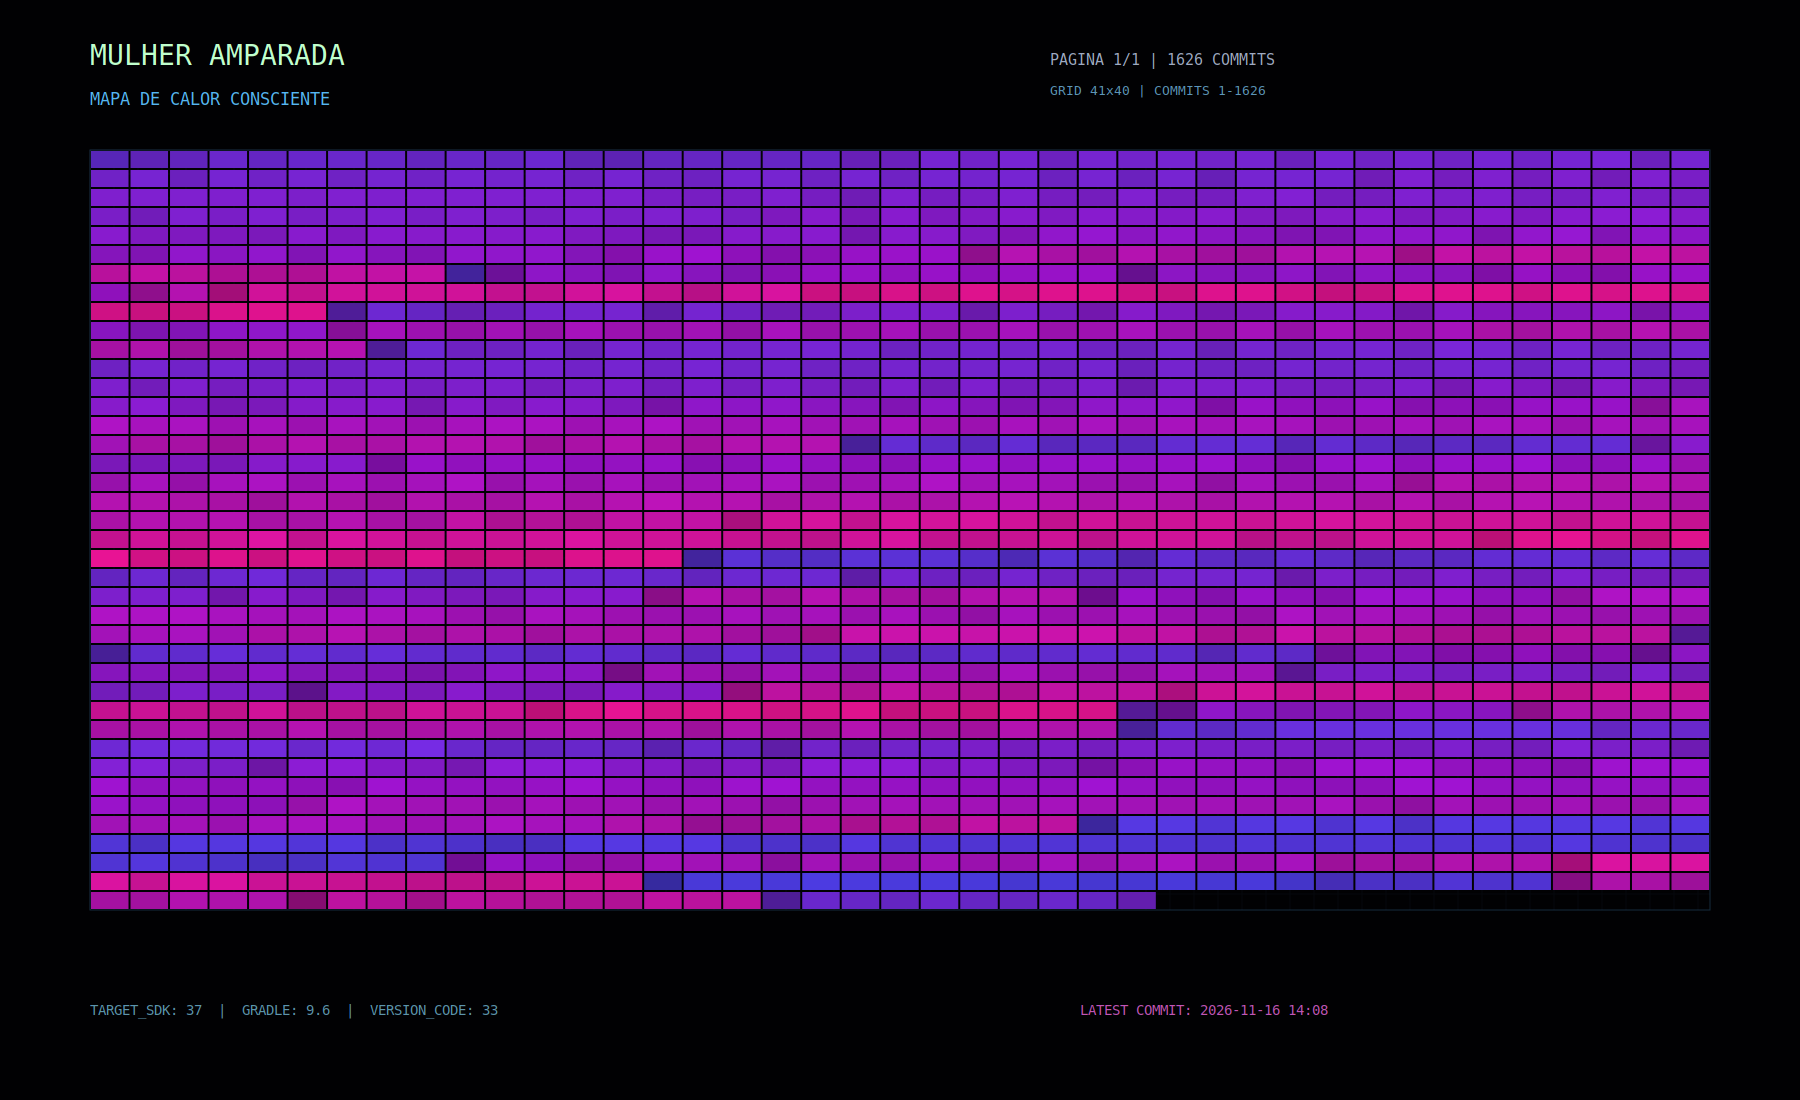 MULHER AMPARADA
MAPA DE CALOR CONSCIENTE
PAGINA 1/1 | 1626 COMMITS
GRID 41x40 | COMMITS 1-1626
TARGET_SDK: 37 | GRADLE: 9.6 | VERSION_CODE: 33
LATEST COMMIT: 2026-11-16 14:08